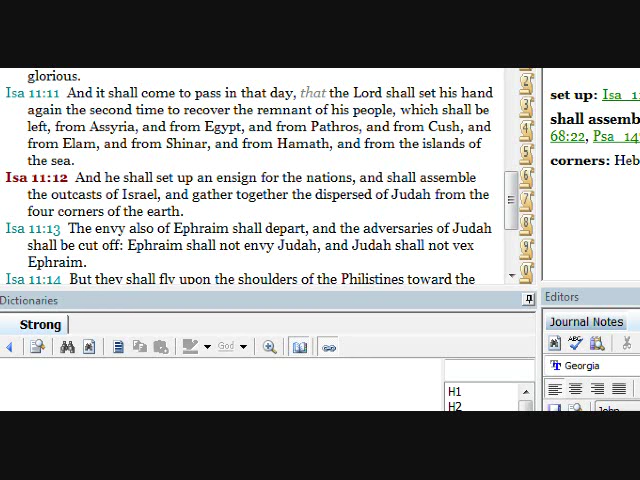 glorious.
Isa 11:11 And it shall come to pass in that day, that the Lord shall set his hand
again the second time to recover the remnant of his people, which shall be
left, from Assyria, and from Egypt, and from Pathros, and from Cush, and
from Elam, and from Shinar, and from Hamath, and from the islands of
the sea.
Isa 11:12 And he shall set up an ensign for the nations, and shall assemble
the outcasts of Israel, and gather together the dispersed of Judah from the
four corners of the earth.
Isa 11:13 The envy also of Ephraim shall depart, and the adversaries of Judah
shall be cut off: Ephraim shall not envy Judah, and Judah shall not vex
Ephraim.
Isa 11:14 But they shall fly upon the shoulders of the Philistines toward the
set up: Isa_11
shall assemb
68:22, Psa_14
corners: Heb
Dictionaries
Strong
God
H1
H2
Editors
Journal Notes
ABC
Georgia
John